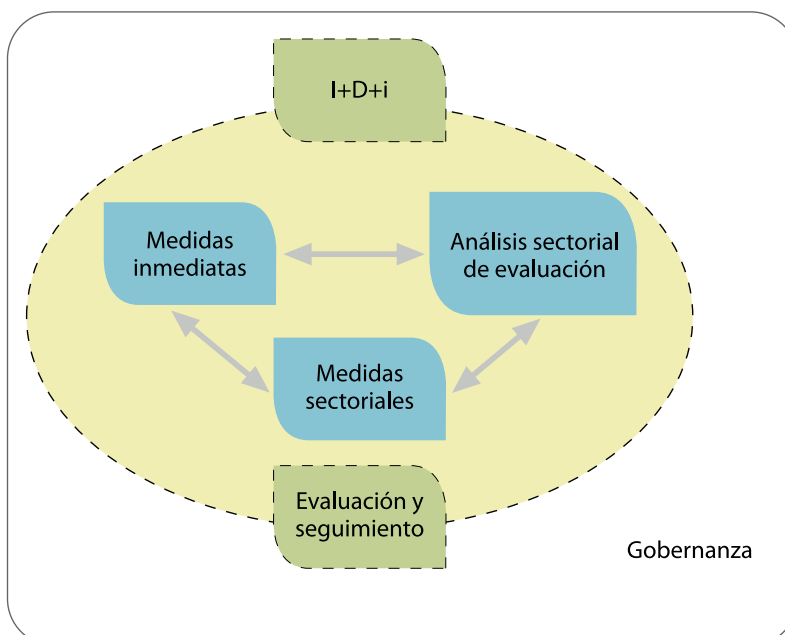 I+D+i
Medidas
inmediatas
Análisis sectorial
de evaluación
Medidas
sectoriales
Evaluación y
seguimiento
Gobernanza